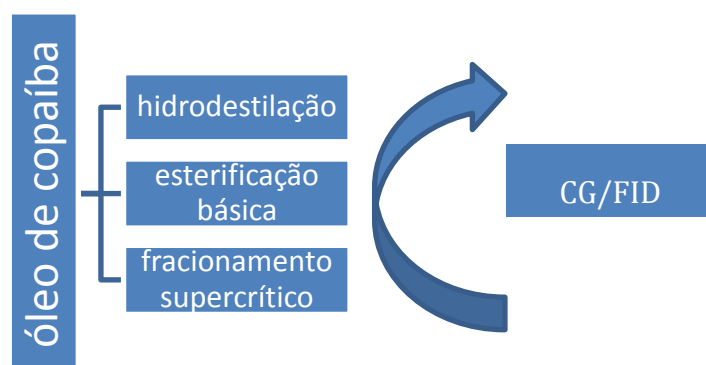 óleo de copaíba
hidrodestilação
esterificação
básica
fracionamento
supercrítico
CG/FID